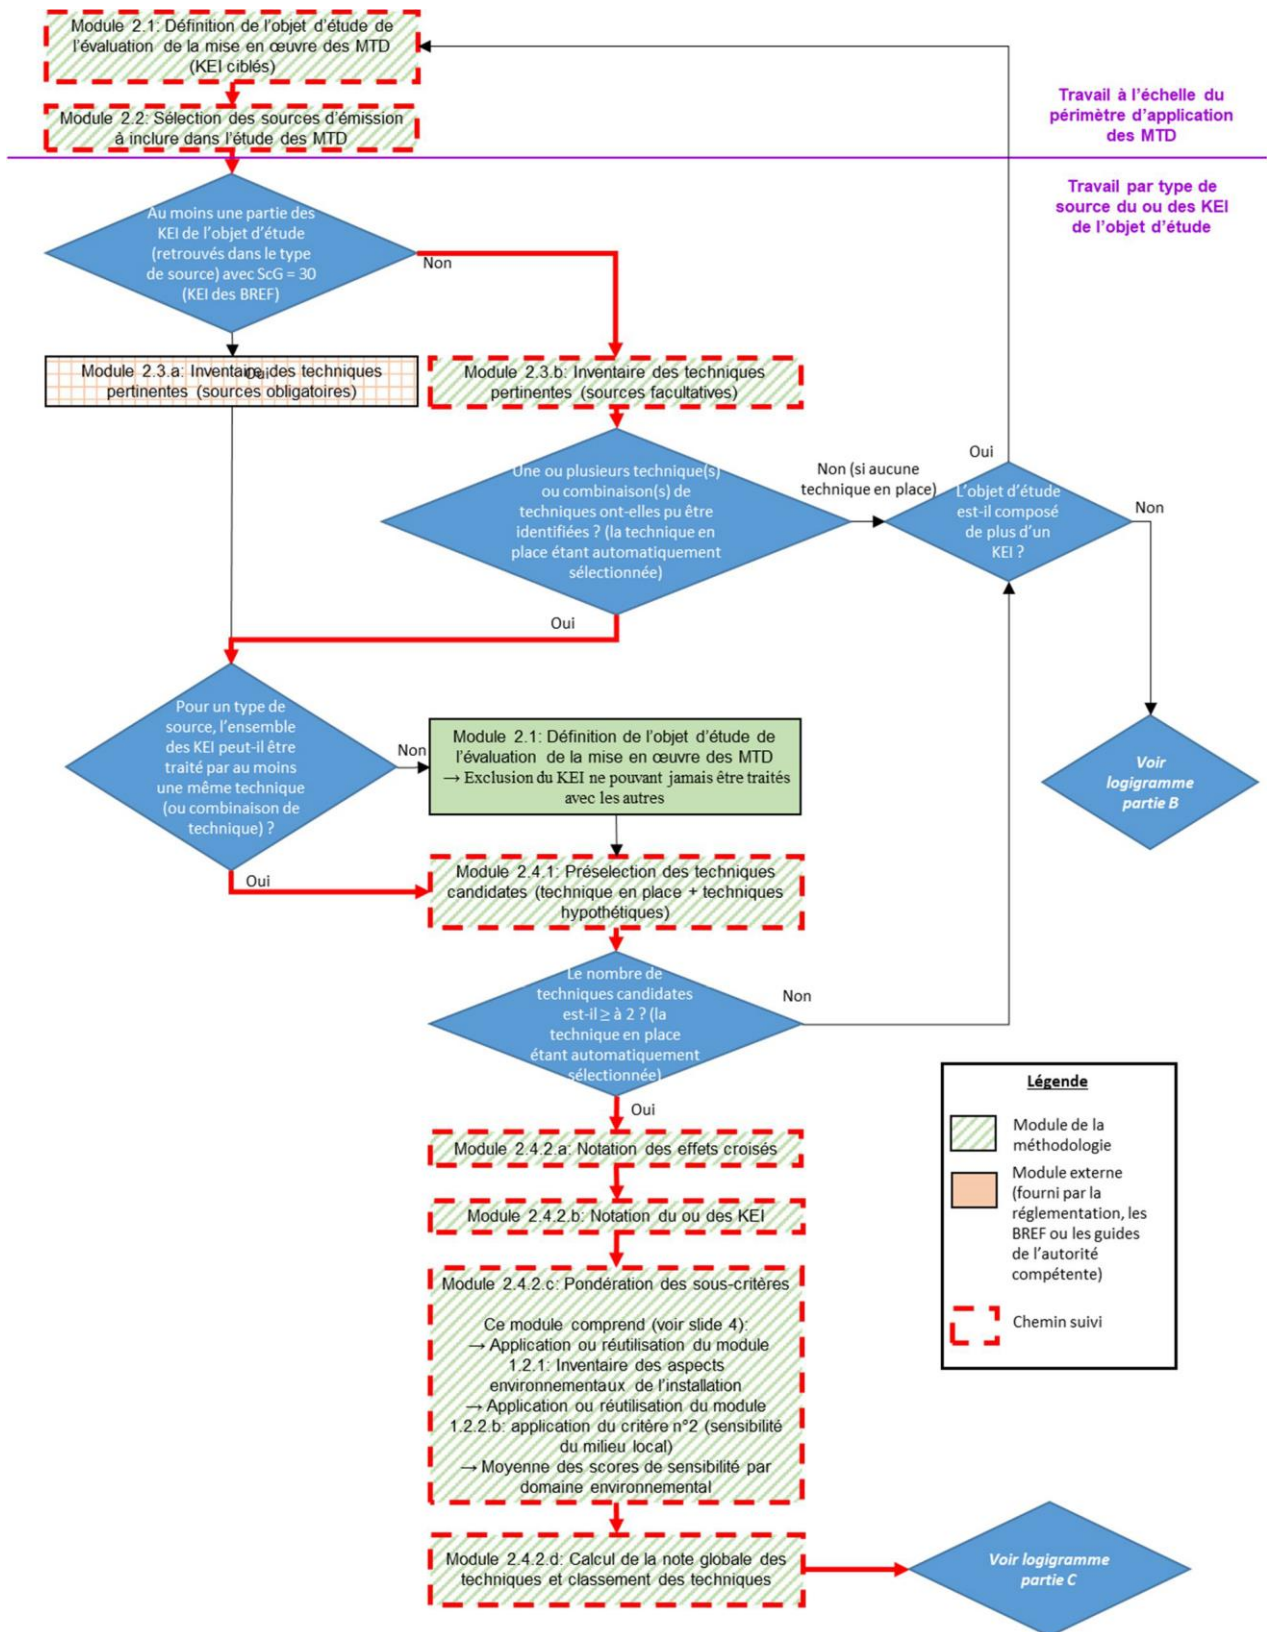 Module 2.1: Définition de l'objet d'étude de
l'évaluation de la mise en œuvre des MTD
(KEI ciblés)
Travail à l'échelle du
périmètre d'application
des MTD
Module 2.2: Sélection des sources d'émission
à inclure dans l'étude des MTD
Travail par type de
source du ou des KEI
de l'objet d'étude
Au moins une partie des
KEI de l'objet d'étude
(retrouvés dans le type
de source) avec ScG = 30
(KEI des BREF)
Non
Oui
Module 2.3.a: Inventaire des techniques
pertinentes (sources obligatoires)
Module 2.3.b: Inventaire des techniques
pertinentes (sources facultatives)
Une ou plusieurs technique(s)
ou combinaison(s) de
techniques ont-elles pu être
identifiées ? (la technique en
place étant automatiquement
sélectionnée)
Non (si aucune
technique en place)
Oui
L'objet d'étude
est-il composé
de plus d'un
KEI ?
Non
Oui
Voir
logigramme
partie B
Pour un type de
source, l'ensemble
des KEI peut-il être
traité par au moins
une même technique
(ou combinaison de
technique) ?
Non
Module 2.1: Définition de l'objet d'étude de
l'évaluation de la mise en œuvre des MTD
→ Exclusion du KEI ne pouvant jamais être traités
avec les autres
Oui
Module 2.4.1: Préselection des techniques
candidates (technique en place + techniques
hypothétiques)
Le nombre de
techniques candidates
est-il ≥ à 2 ? (la
technique en place
étant automatiquement
sélectionnée)
Non
Oui
Module 2.4.2.a: Notation des effets croisés
Module 2.4.2.b: Notation du ou des KEI
Module 2.4.2.c: Pondération des sous-critères
Ce module comprend (voir slide 4):
→ Application ou réutilisation du module
1.2.1: Inventaire des aspects
environnementaux de l'installation
→ Application ou réutilisation du module
1.2.2.b: application du critère n°2 (sensibilité
du milieu local)
→ Moyenne des scores de sensibilité par
domaine environnemental
Module 2.4.2.d: Calcul de la note globale des
techniques et classement des techniques
Voir logigramme
partie C
Légende
Module de la
méthodologie
Module externe
(fourni par la
réglementation, les
BREF ou les guides
de l'autorité
compétente)
Chemin suivi